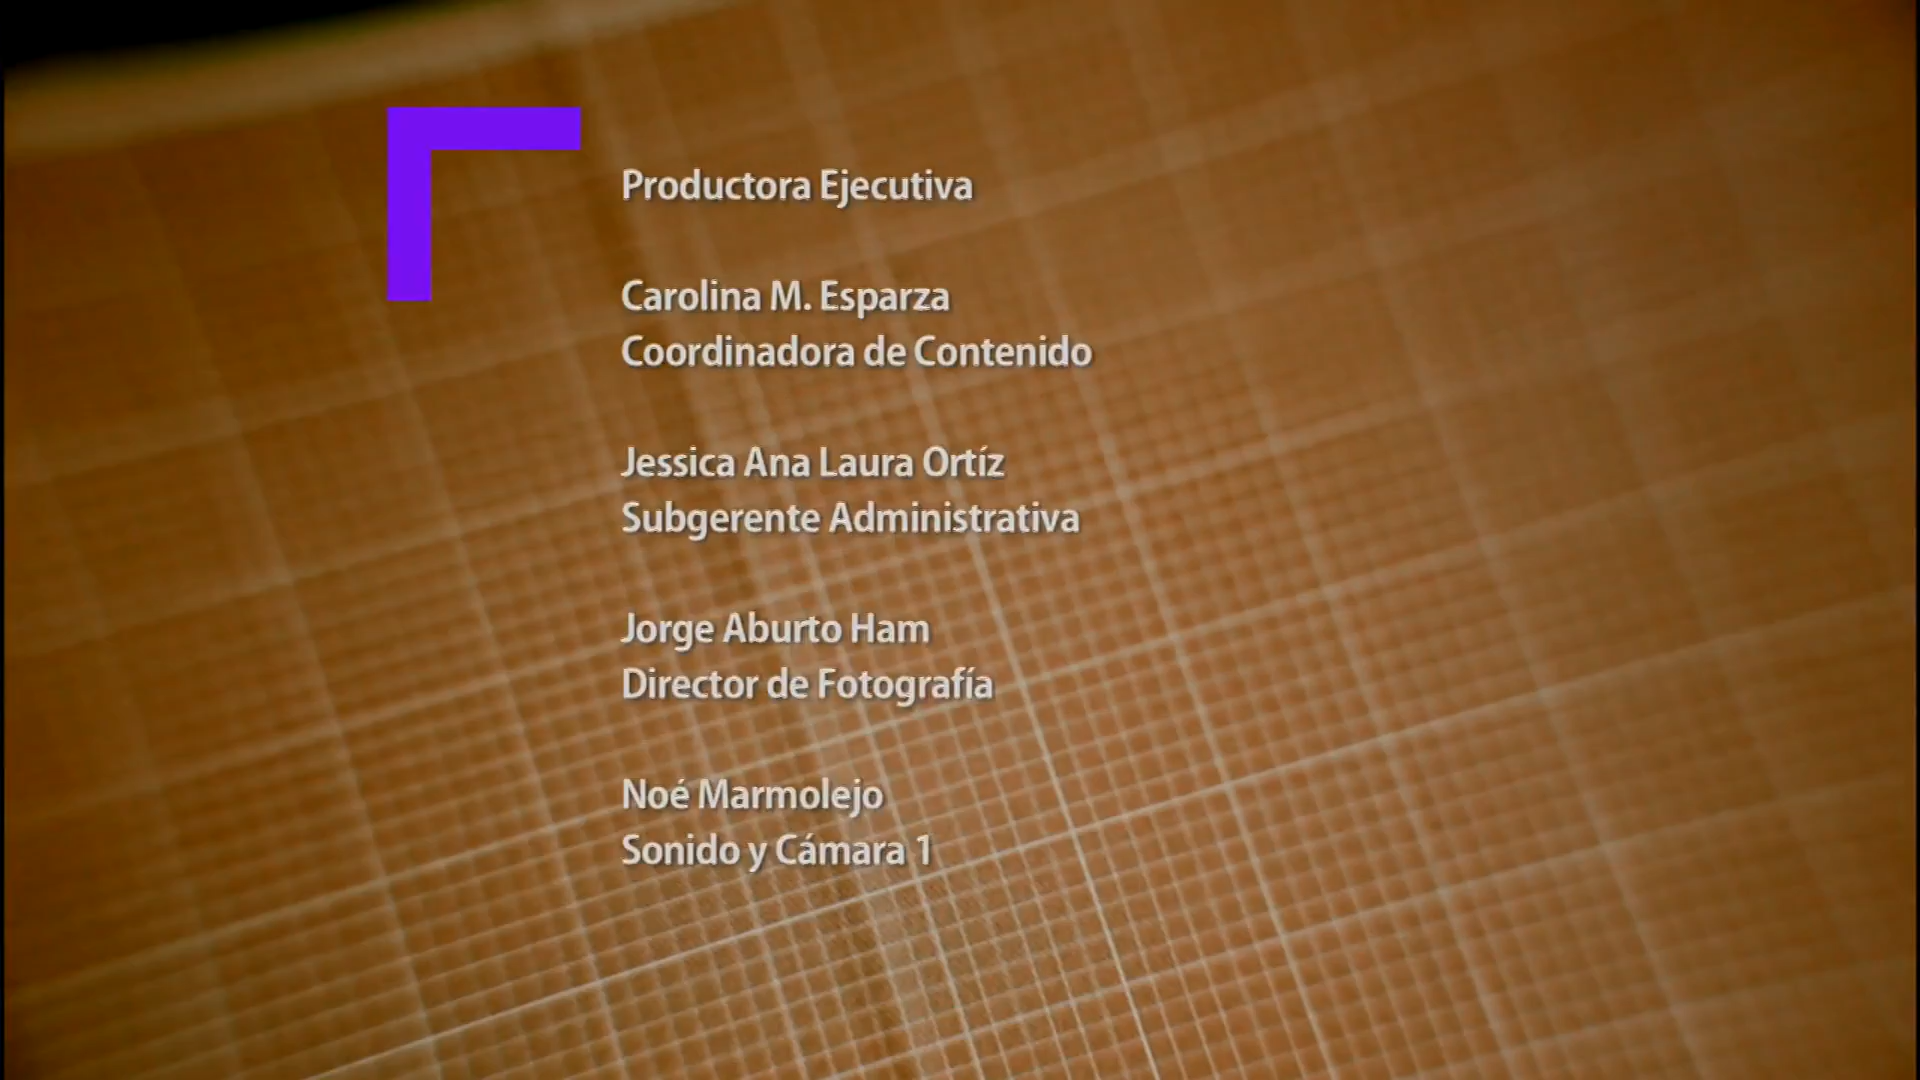 Productora Ejecutiva
Carolina M. Esparza
Coordinadora de Contenido
Jessica Ana Laura Ortíz
Subgerente Administrativa
Jorge Aburto Ham
Director de Fotografía
Noé Marmolejo
Sonido y Cámara 1